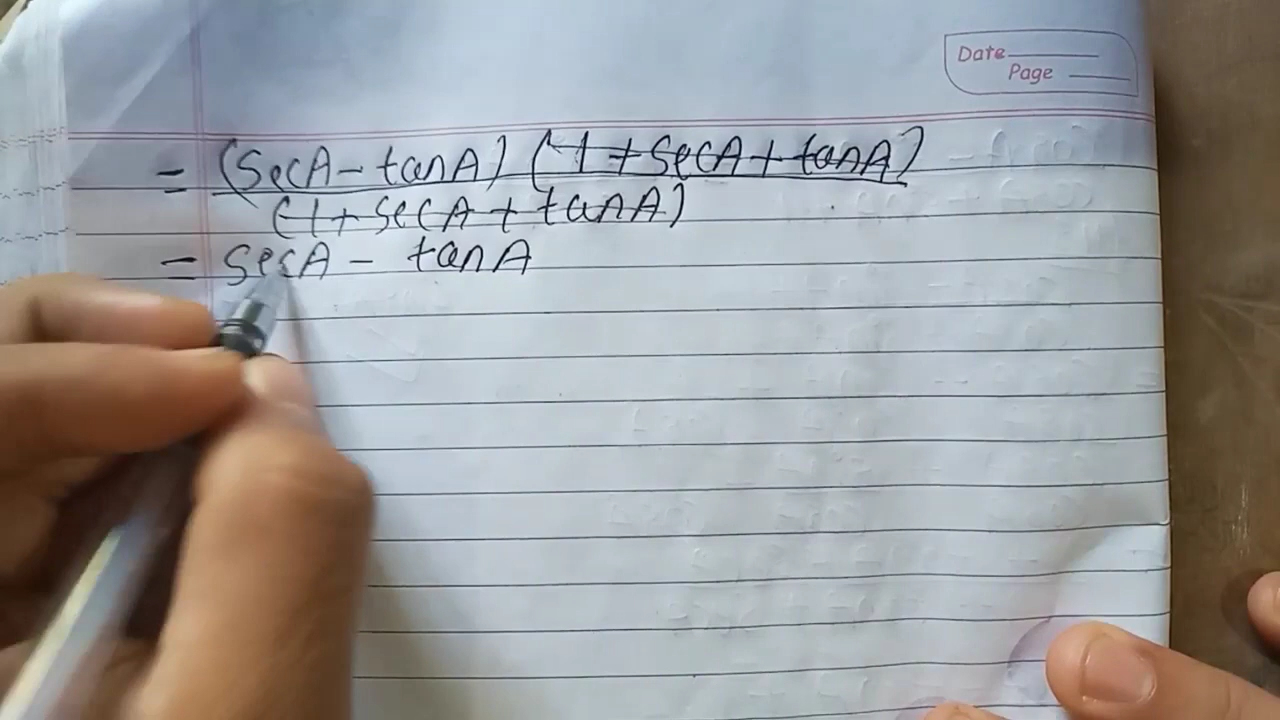 Date
Page
= (SecA - tanA) (1 + SecA + tanA)
(1 + SecA + tanA)
= SecA - tanA